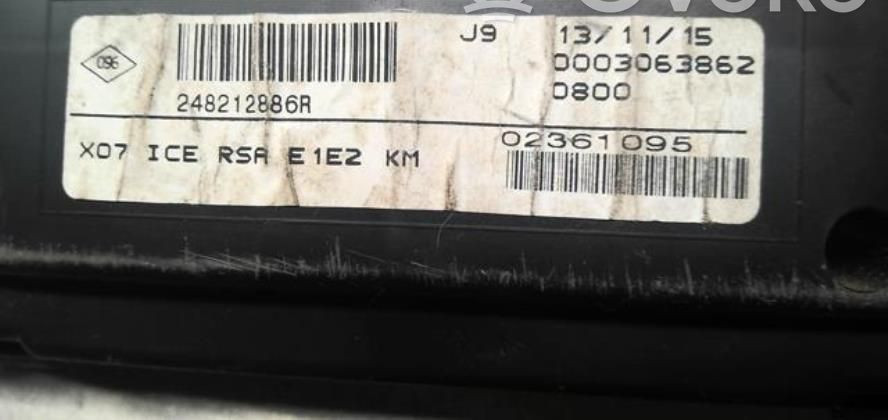 J9 13/11/15
096
0003063862
248212886R
0800
02361095
X07 ICE RSA E1E2 KM